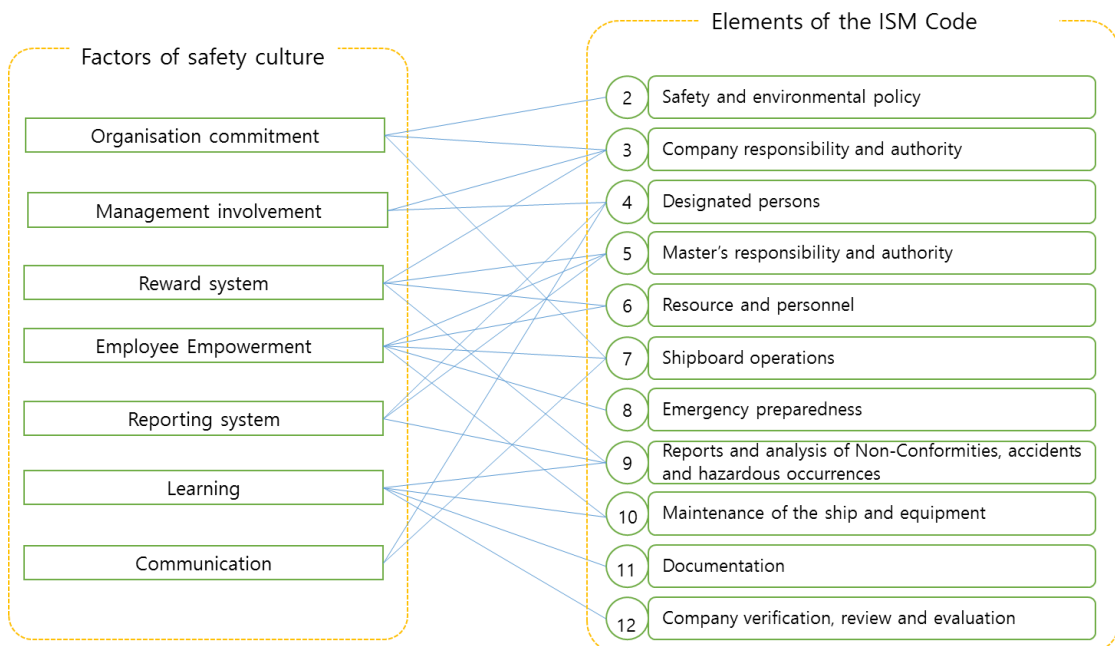 Elements of the ISM Code
Factors of safety culture
Organisation commitment
Management involvement
Reward system
Employee Empowerment
Reporting system
Learning
Communication
2 Safety and environmental policy
3 Company responsibility and authority
4 Designated persons
5 Master’s responsibility and authority
6 Resource and personnel
7 Shipboard operations
8 Emergency preparedness
9 Reports and analysis of Non-Conformities, accidents
and hazardous occurrences
10 Maintenance of the ship and equipment
11 Documentation
12 Company verification, review and evaluation